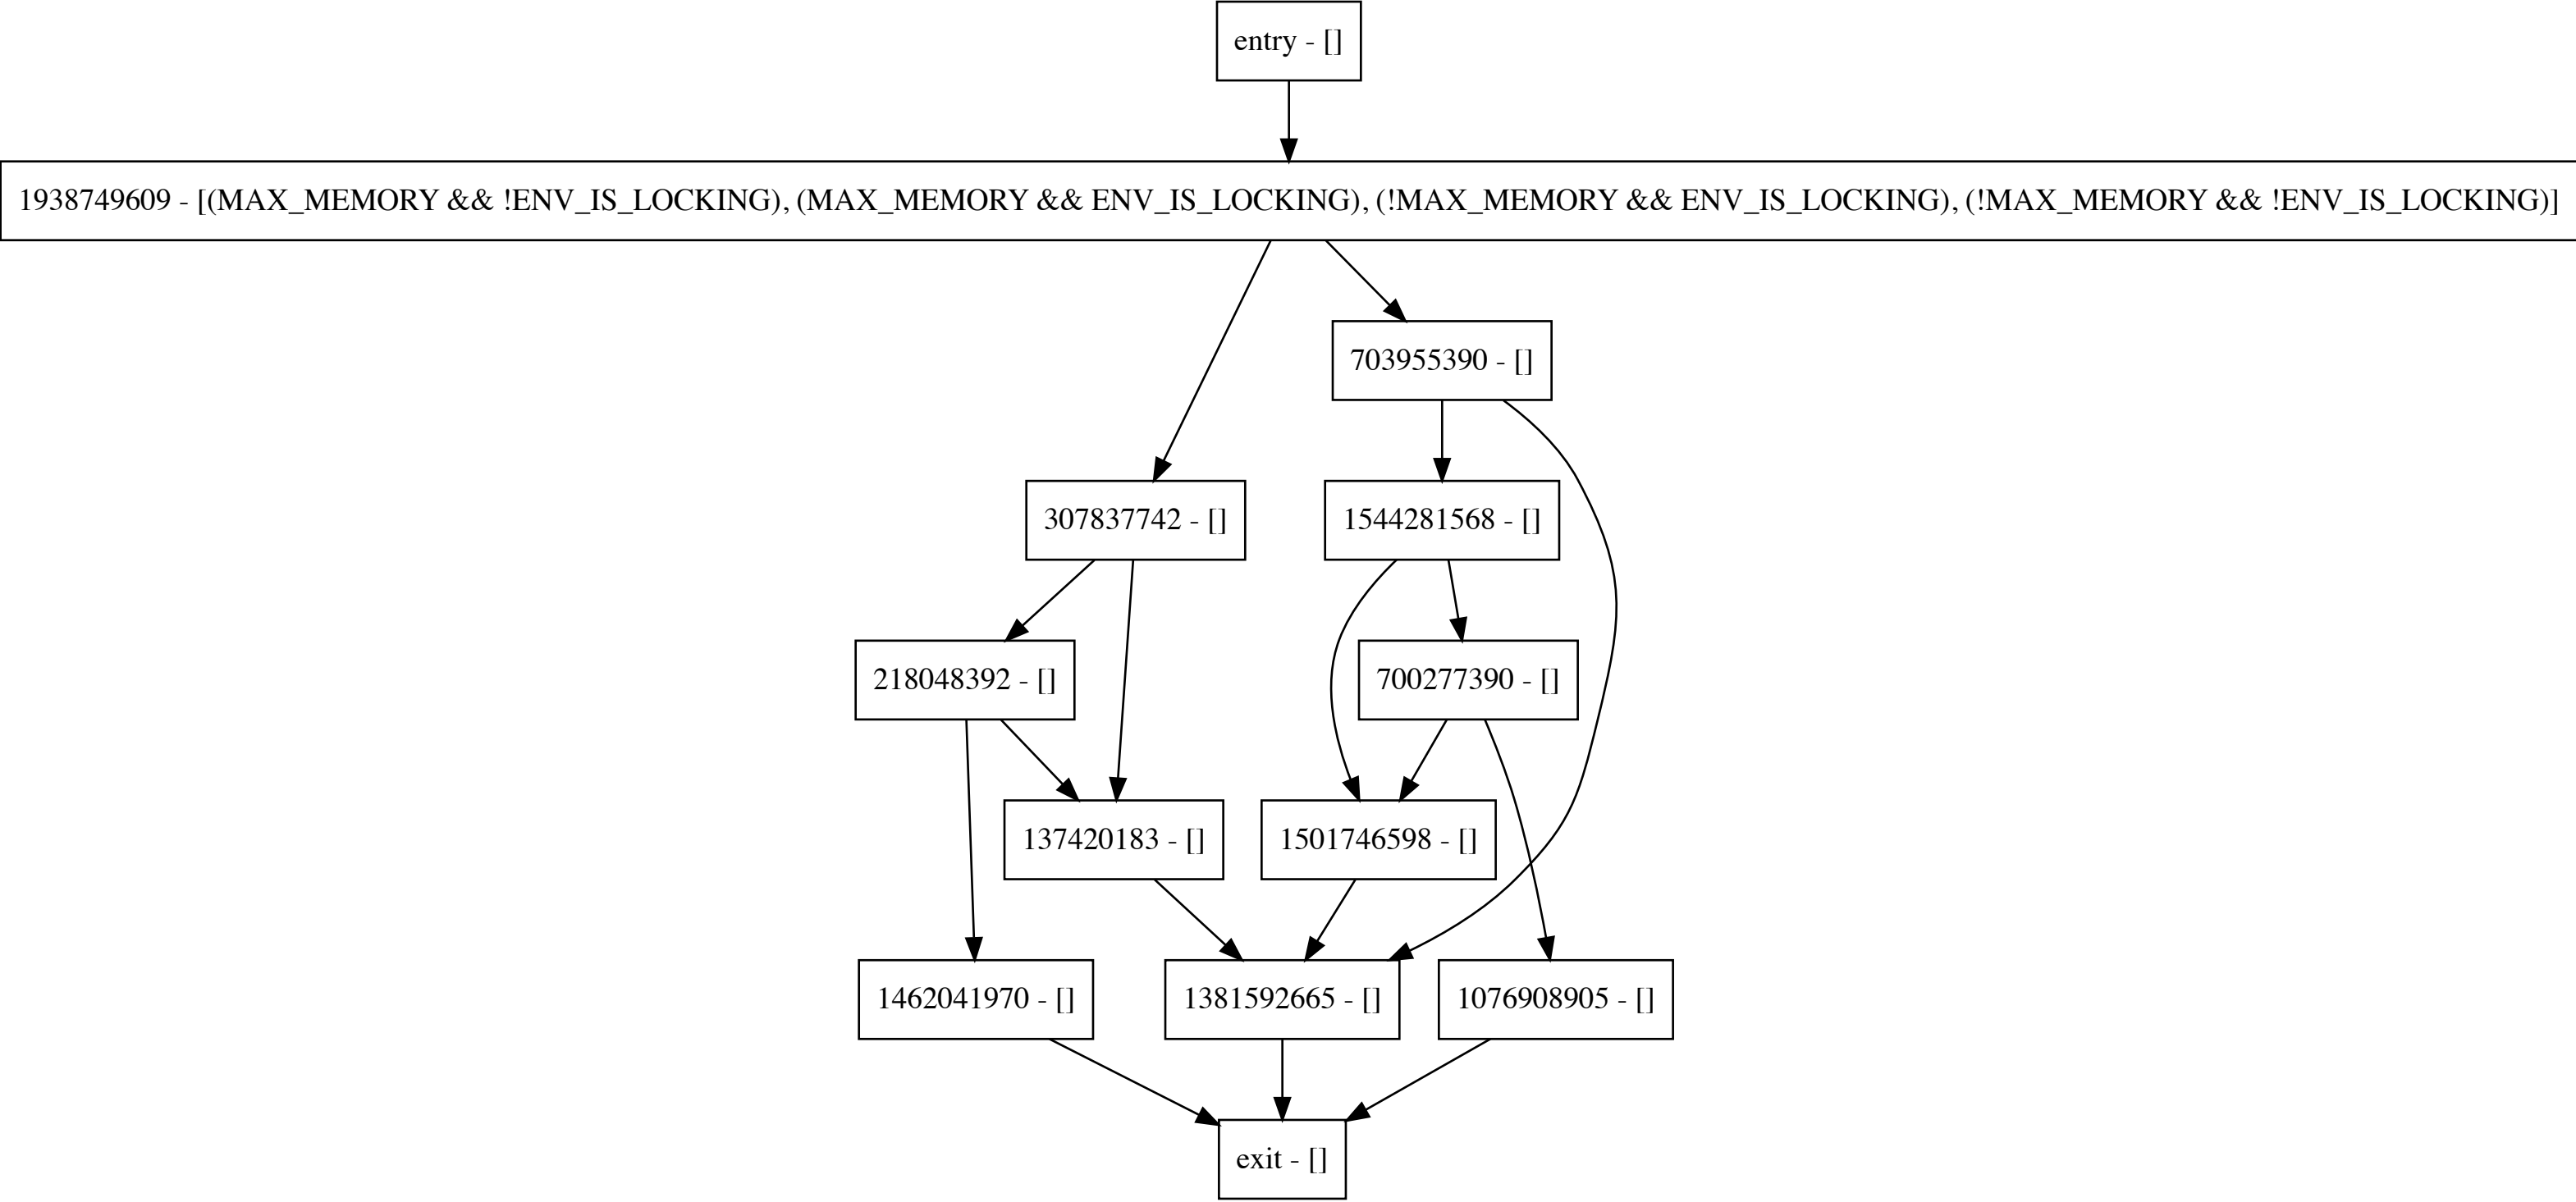 entry - []
1938749609 - [(MAX_MEMORY && !ENV_IS_LOCKING), (MAX_MEMORY && ENV_IS_LOCKING), (!MAX_MEMORY && ENV_IS_LOCKING), (!MAX_MEMORY && !ENV_IS_LOCKING)]
703955390 - []
307837742 - []
1544281568 - []
218048392 - []
700277390 - []
137420183 - []
1501746598 - []
1462041970 - []
1381592665 - []
1076908905 - []
exit - []